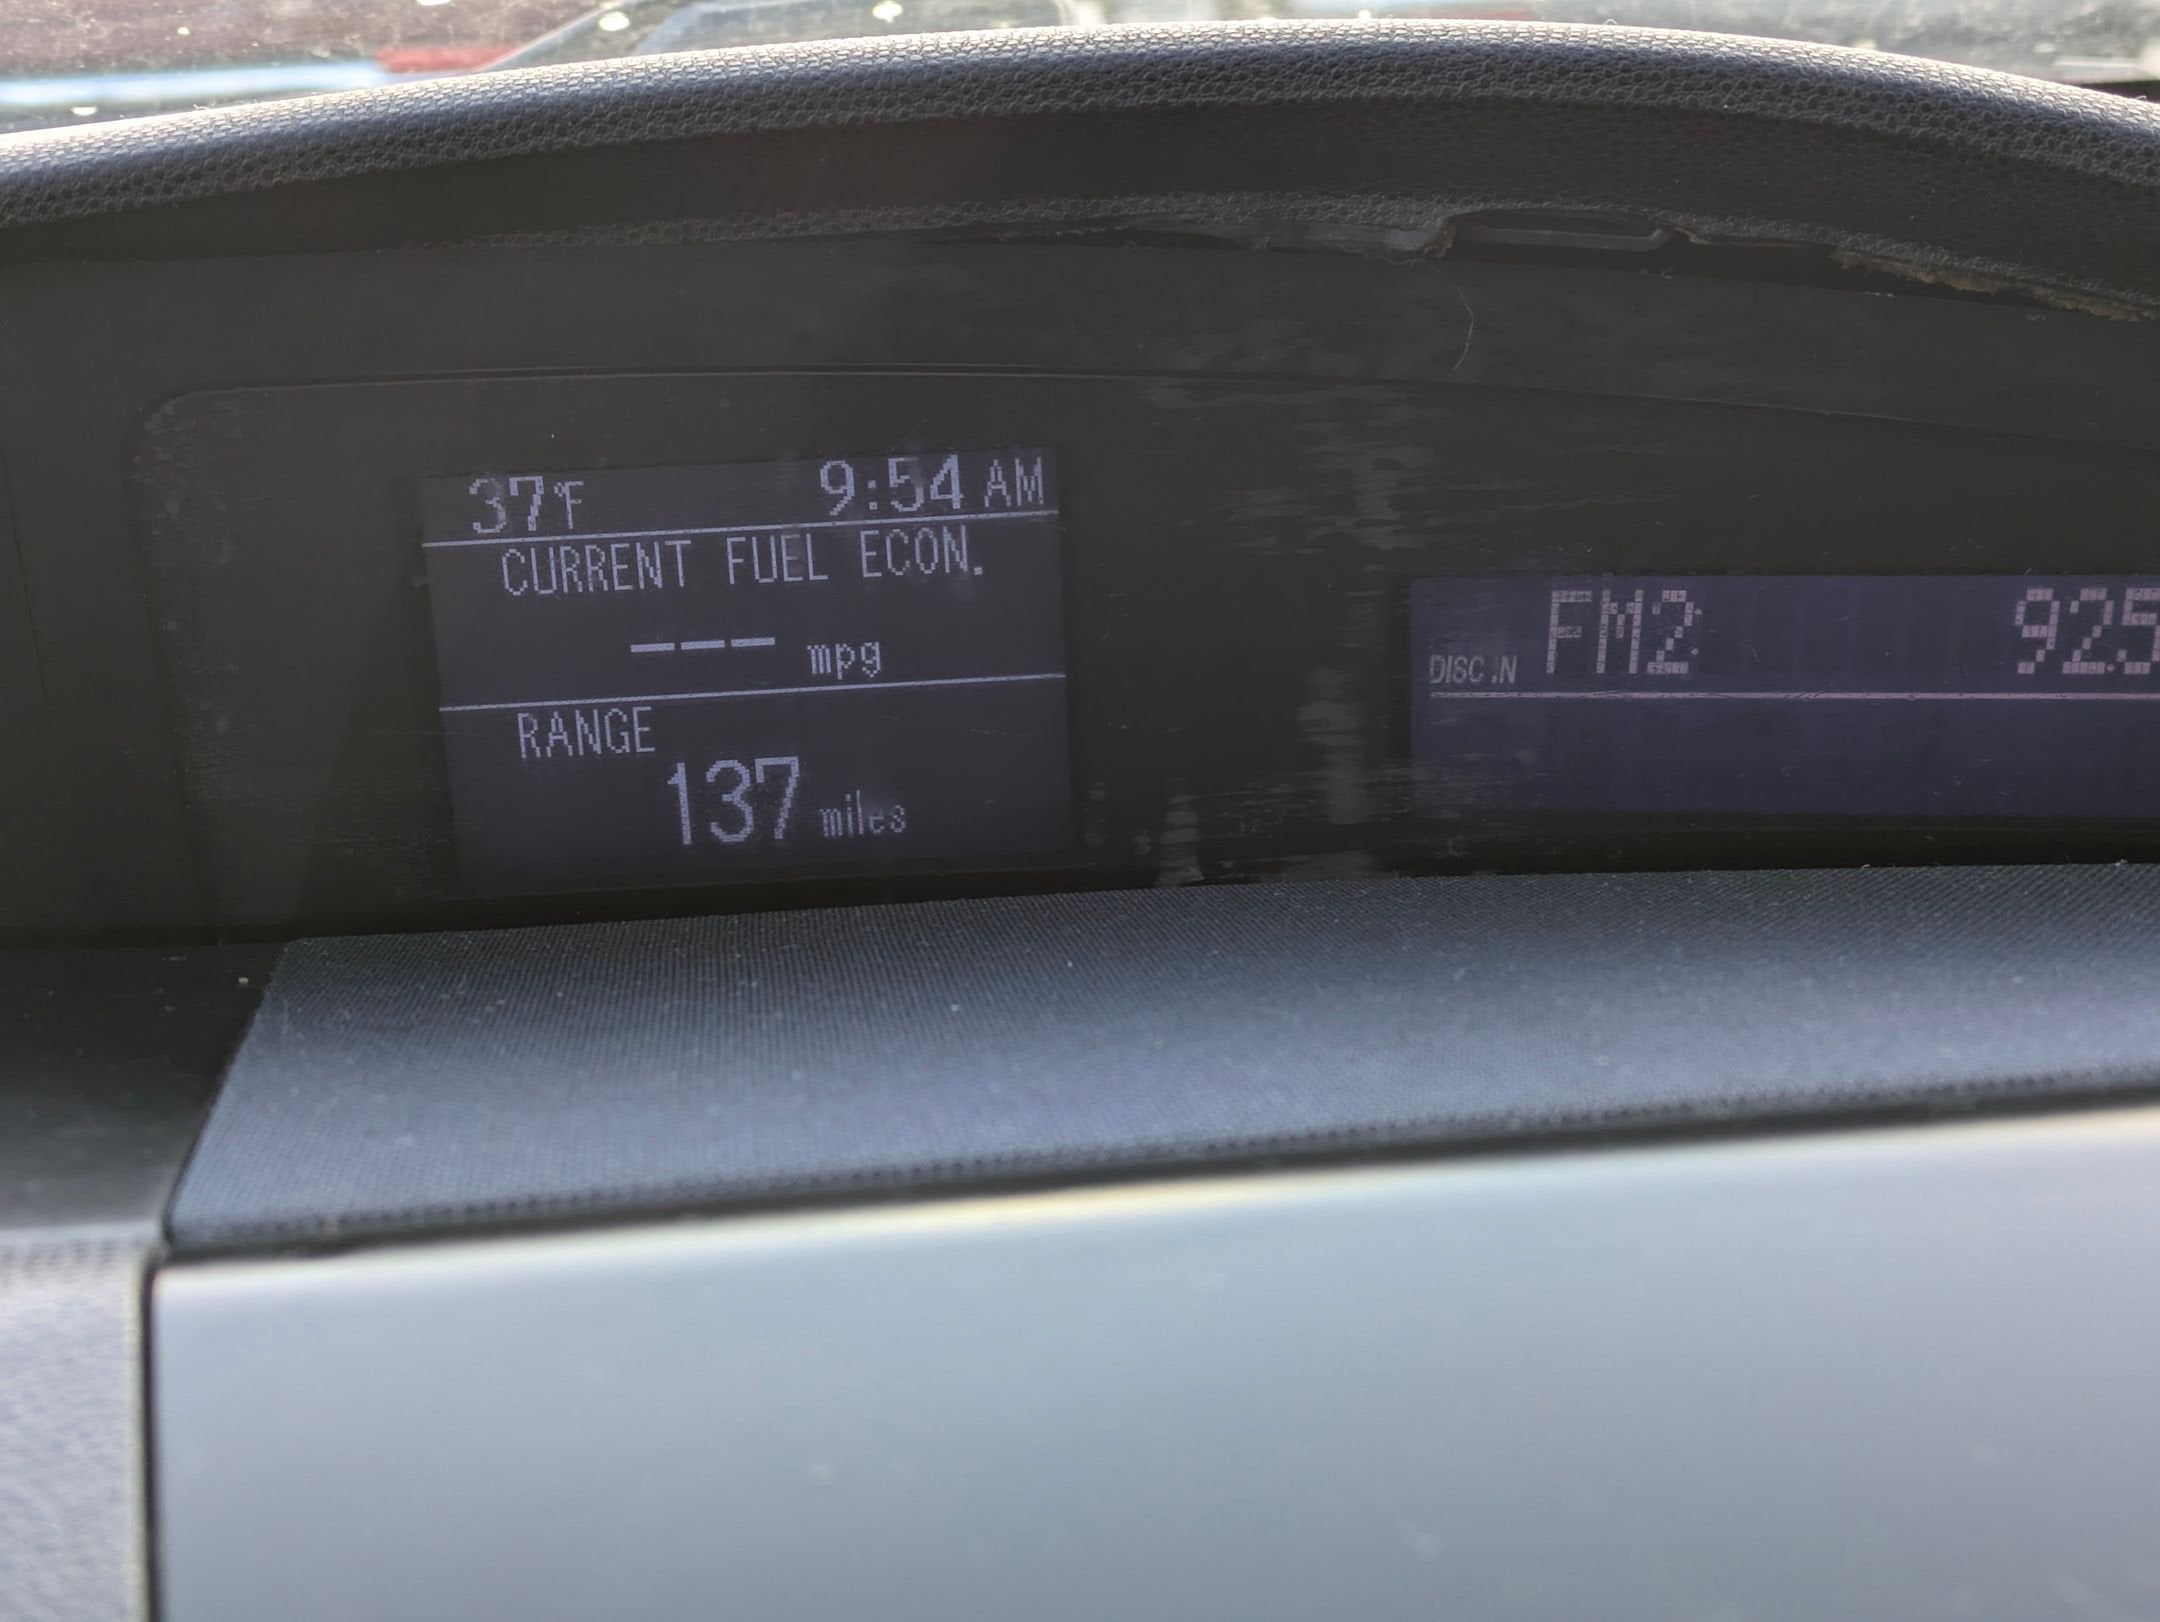 37°F 9:54 AM
CURRENT FUEL ECON.
--- mpg
RANGE
137 miles
DISC IN FM2 92.5